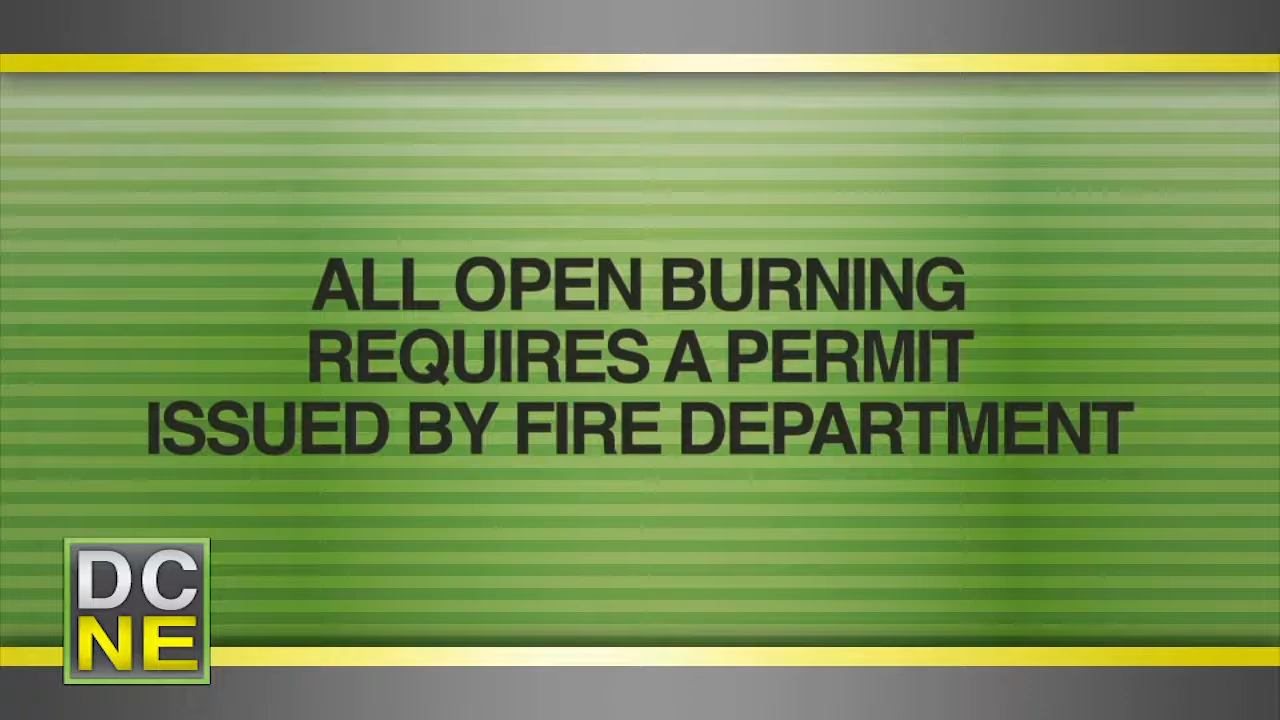 ALL OPEN BURNING
REQUIRES A PERMIT
ISSUED BY FIRE DEPARTMENT
DC
NE